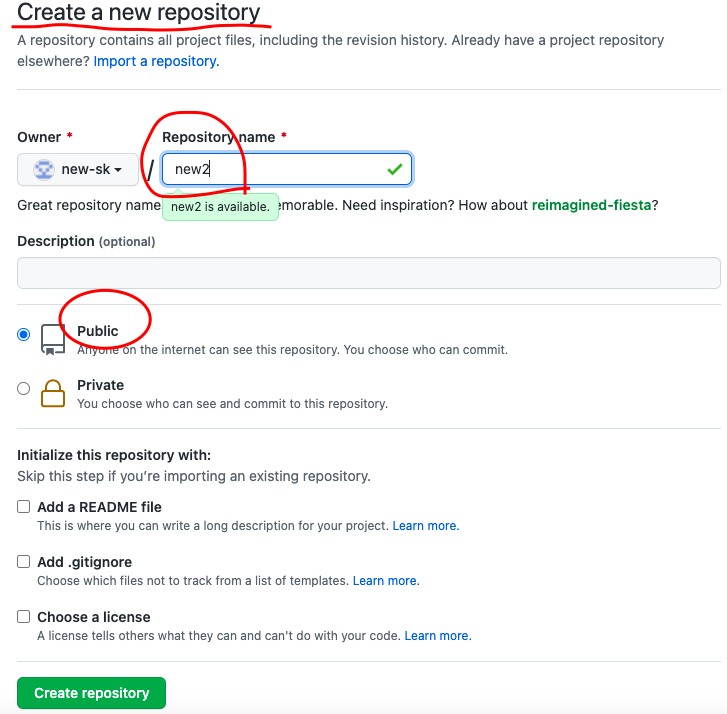 Create a new repository
A repository contains all project files, including the revision history. Already have a project repository
elsewhere? Import a repository.
Owner *
Repository name *
new-sk
/
new2
Great repository name
new2 is available.
emorable. Need inspiration? How about reimagined-fiesta?
Description (optional)
Public
Anyone on the internet can see this repository. You choose who can commit.
Private
You choose who can see and commit to this repository.
Initialize this repository with:
Skip this step if you’re importing an existing repository.
Add a README file
This is where you can write a long description for your project. Learn more.
Add .gitignore
Choose which files not to track from a list of templates. Learn more.
Choose a license
A license tells others what they can and can't do with your code. Learn more.
Create repository